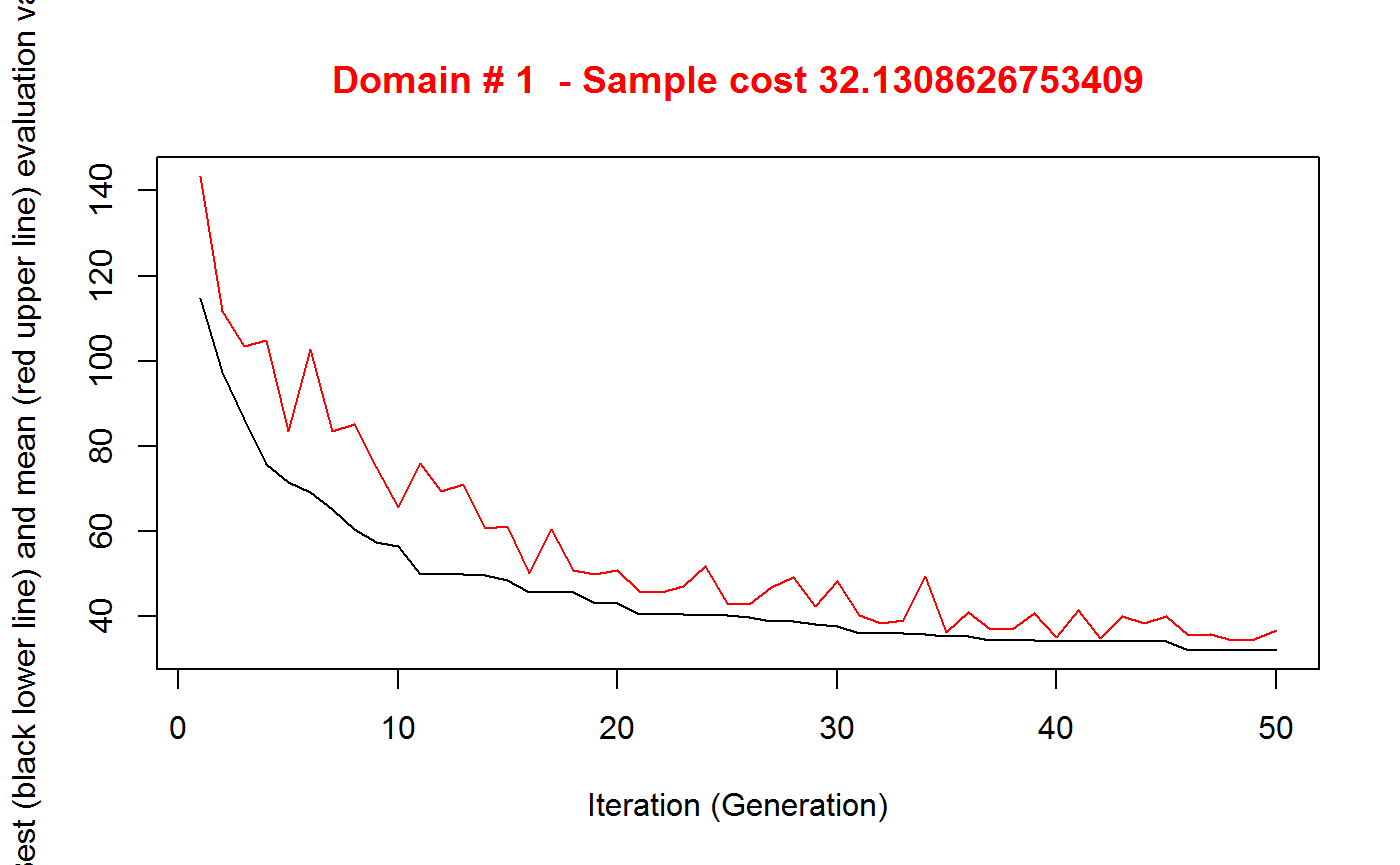 Domain # 1  - Sample cost 32.1308626753409
(black lower line) and mean (red upper line) evaluation
140
120
100
80
60
40
0 10 20 30 40 50
Iteration (Generation)